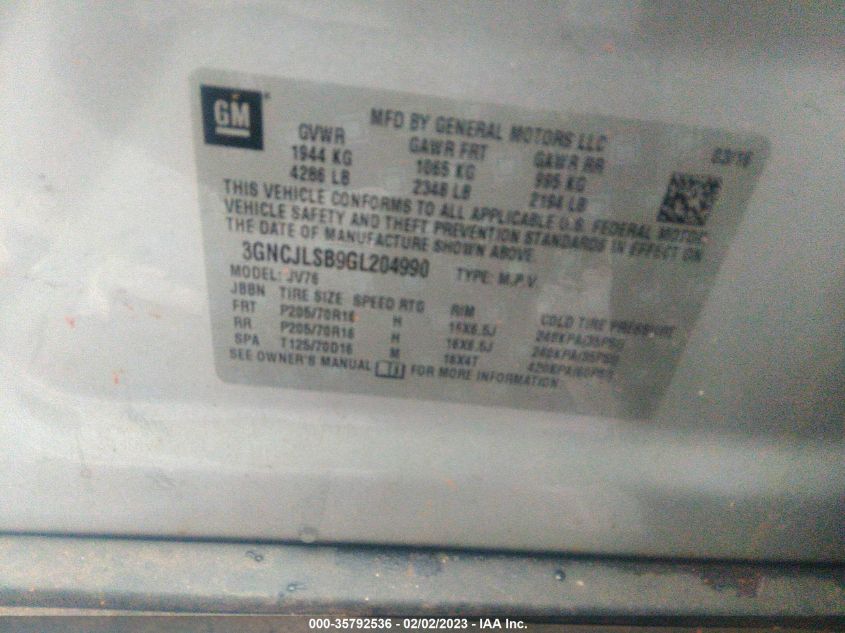 GM
MFD BY GENERAL MOTORS LLC
03/16
GVWR GAWR FRT GAWR RR
1944 KG 1065 KG 995 KG
4286 LB 2348 LB 2194 LB
THIS VEHICLE CONFORMS TO ALL APPLICABLE U.S. FEDERAL MOTOR
VEHICLE SAFETY AND THEFT PREVENTION STANDARDS IN EFFECT ON
THE DATE OF MANUFACTURE SHOWN ABOVE.
3GNCJLSB9GL204990 TYPE: M.P.V.
MODEL: JV76
JBBN TIRE SIZE SPEED RTG RIM COLD TIRE PRESSURE
FRT P205/70R16 H 16X6.5J 240KPA(35PSI)
RR P205/70R16 H 16X6.5J 240KPA(35PSI)
SPA T125/70D16 M 16X4T 420KPA(60PSI)
SEE OWNER'S MANUAL FOR MORE INFORMATION
000-35792536 - 02/02/2023 - IAA Inc.